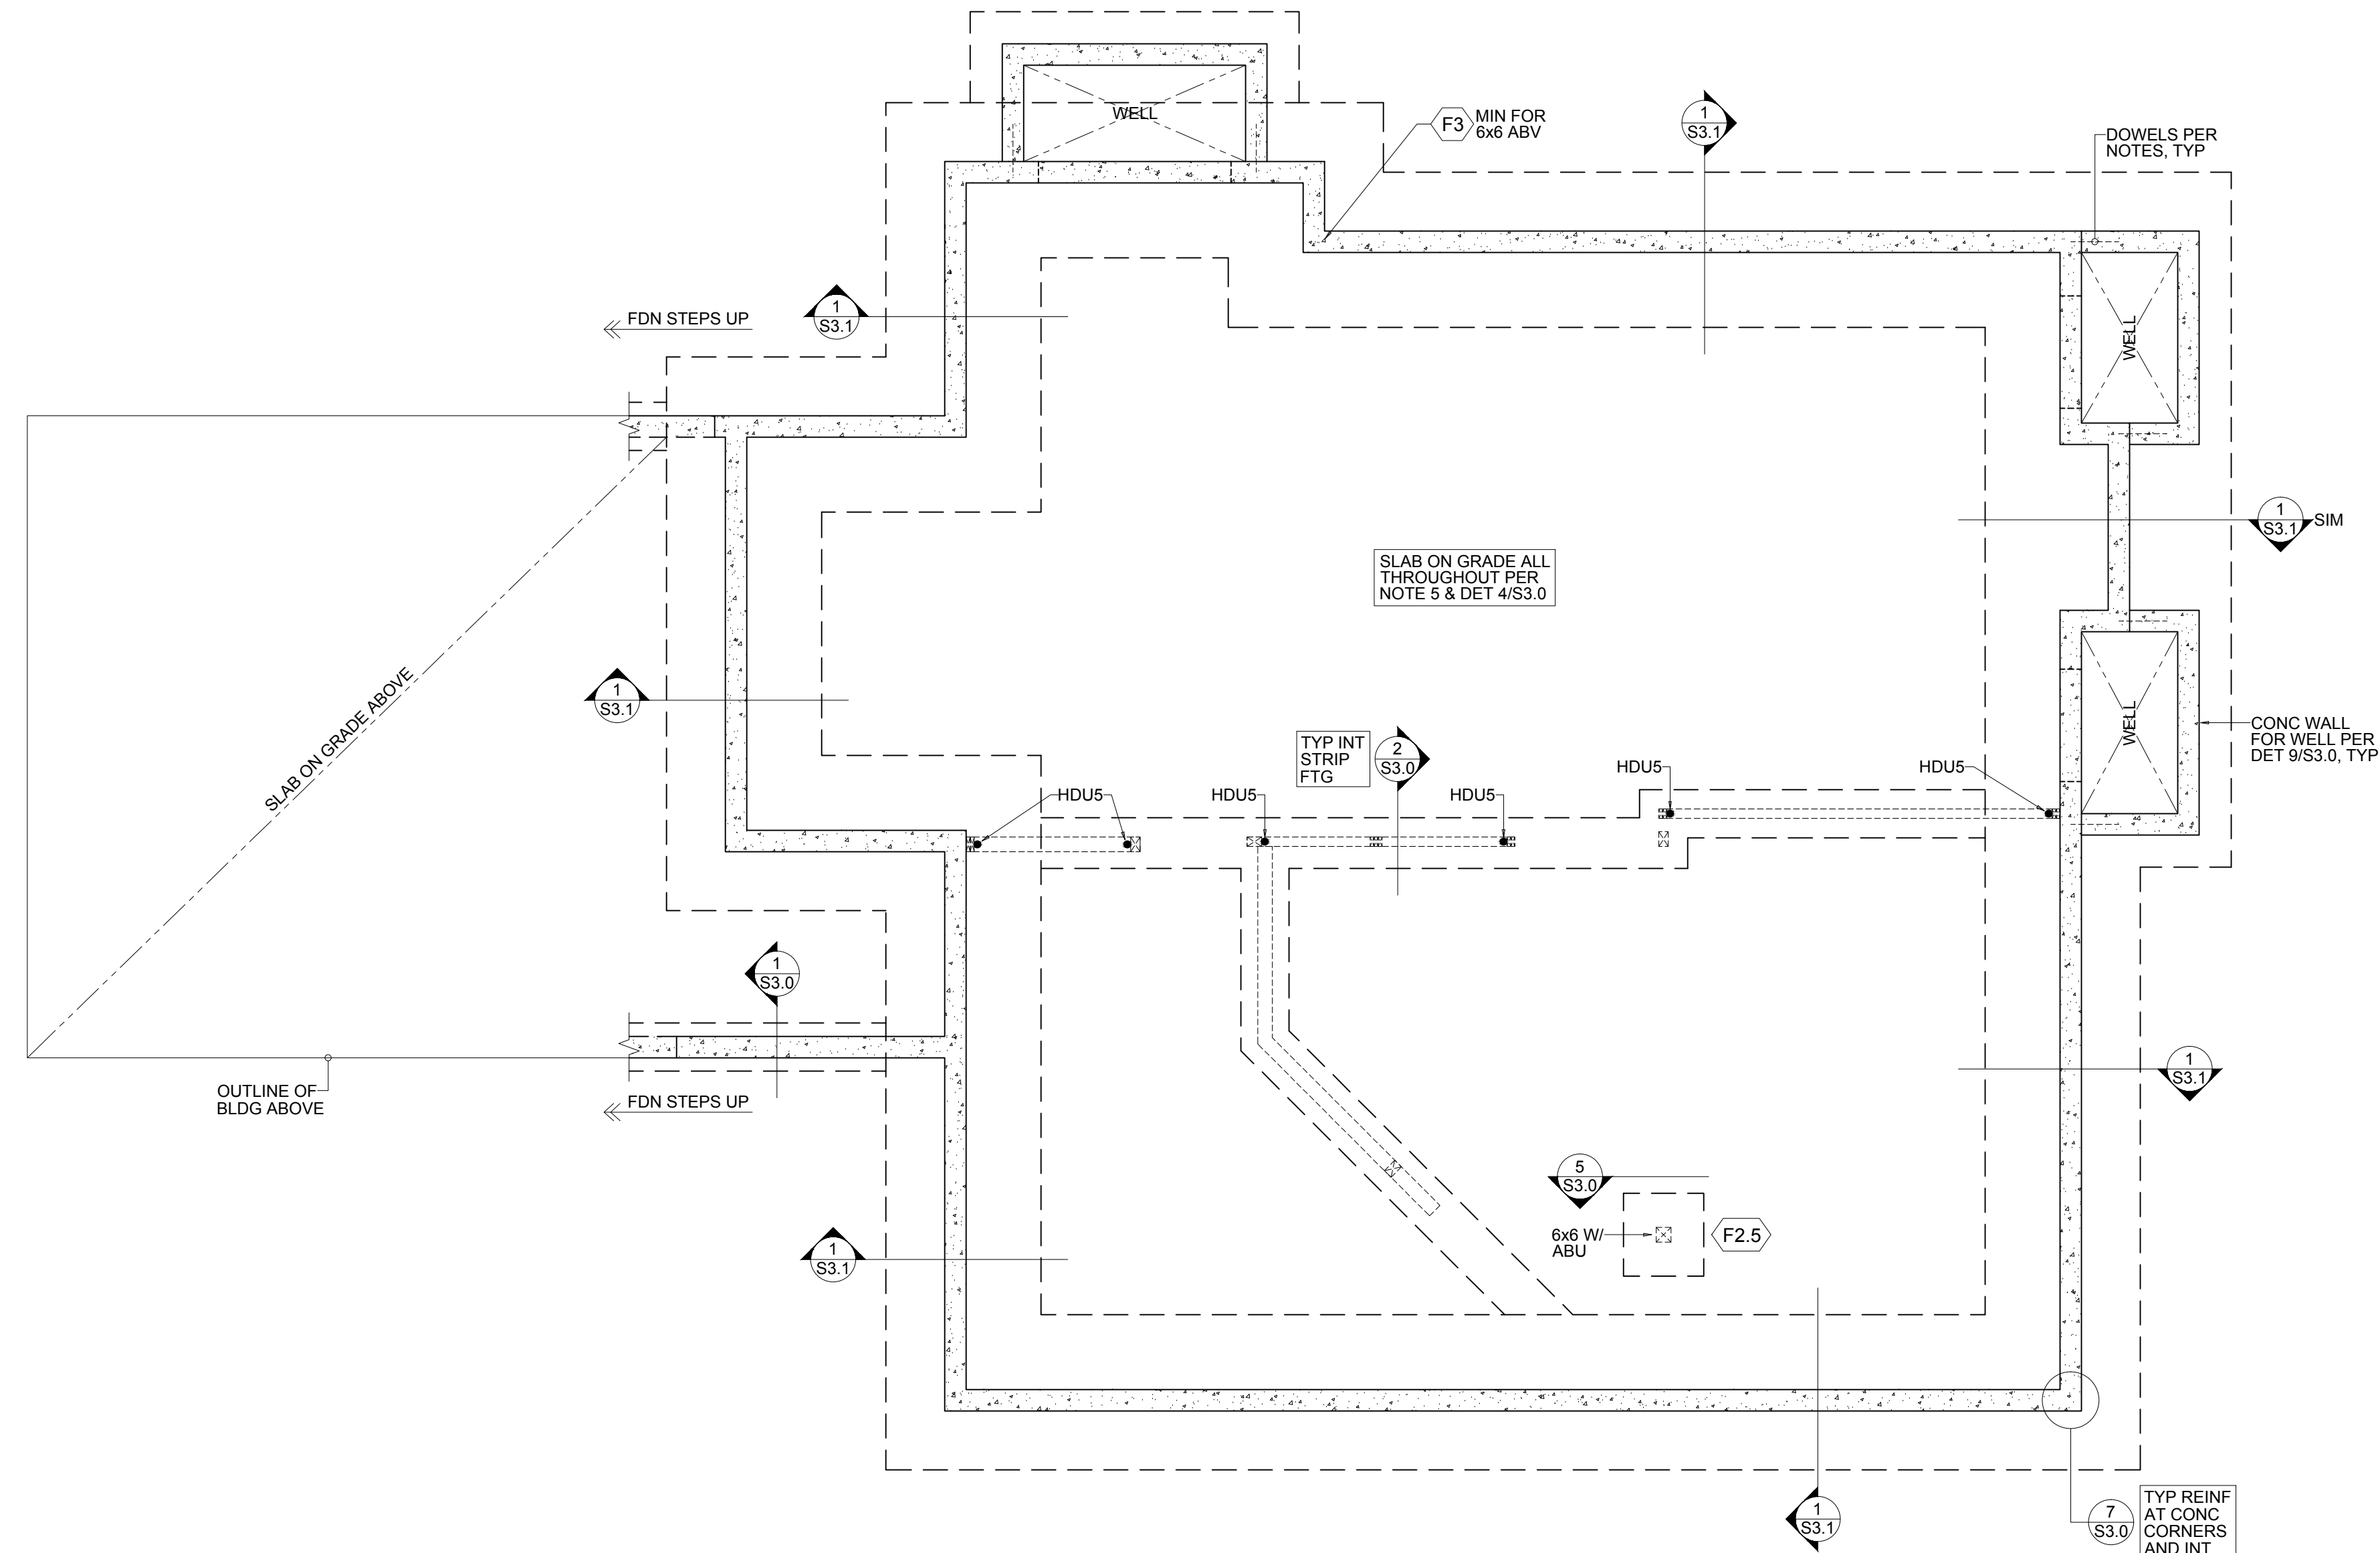 WELL
F3
MIN FOR
6x6 ABV
1
S3.1
DOWELS PER
NOTES, TYP
FDN STEPS UP
1
S3.1
WELL
1
S3.1
SIM
SLAB ON GRADE ALL
THROUGHOUT PER
NOTE 5 & DET 4/S3.0
SLAB ON GRADE ABOVE
1
S3.1
TYP INT
STRIP
FTG
2
S3.0
WELL
CONC WALL
FOR WELL PER
DET 9/S3.0, TYP
HDU5
HDU5
HDU5
HDU5
HDU5
1
S3.0
OUTLINE OF
BLDG ABOVE
FDN STEPS UP
1
S3.1
5
S3.0
6x6 W/
ABU
F2.5
1
S3.1
1
S3.1
7
S3.0
TYP REINF
AT CONC
CORNERS
AND INT